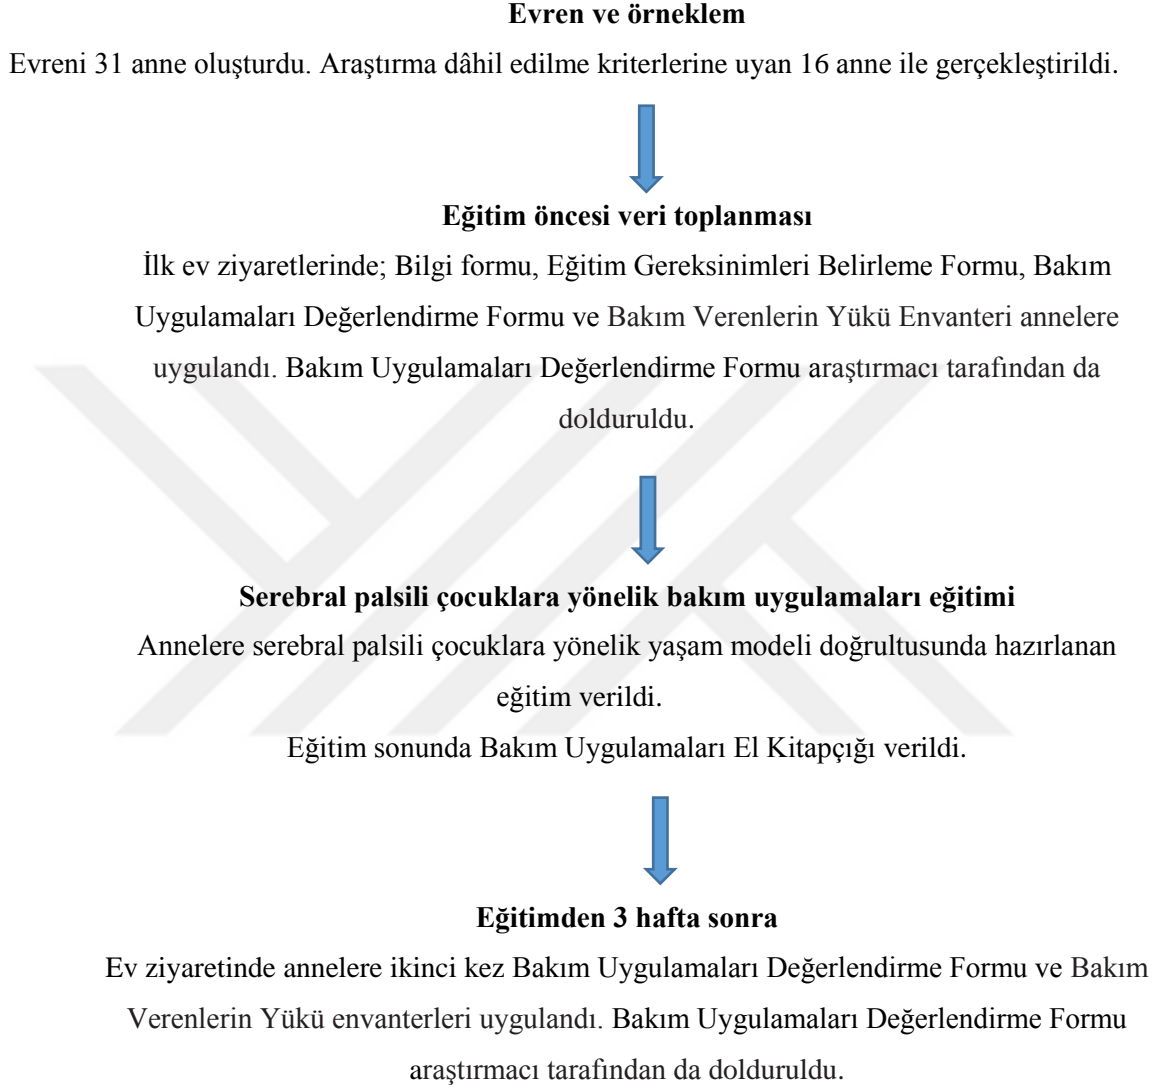 Evren ve örneklem
Evreni 31 anne oluşturdu. Araştırma dâhil edilme kriterlerine uyan 16 anne ile gerçekleştirildi.
Eğitim öncesi veri toplanması
İlk ev ziyaretlerinde; Bilgi formu, Eğitim Gereksinimleri Belirleme Formu, Bakım
Uygulamaları Değerlendirme Formu ve Bakım Verenlerin Yükü Envanteri annelere
uygulandı. Bakım Uygulamaları Değerlendirme Formu araştırmacı tarafından da
dolduruldu.
Serebral palsili çocuklara yönelik bakım uygulamaları eğitimi
Annelere serebral palsili çocuklara yönelik yaşam modeli doğrultusunda hazırlanan
eğitim verildi.
Eğitim sonunda Bakım Uygulamaları El Kitapçığı verildi.
Eğitimden 3 hafta sonra
Ev ziyaretinde annelere ikinci kez Bakım Uygulamaları Değerlendirme Formu ve Bakım
Verenlerin Yükü envanterleri uygulandı. Bakım Uygulamaları Değerlendirme Formu
araştırmacı tarafından da dolduruldu.